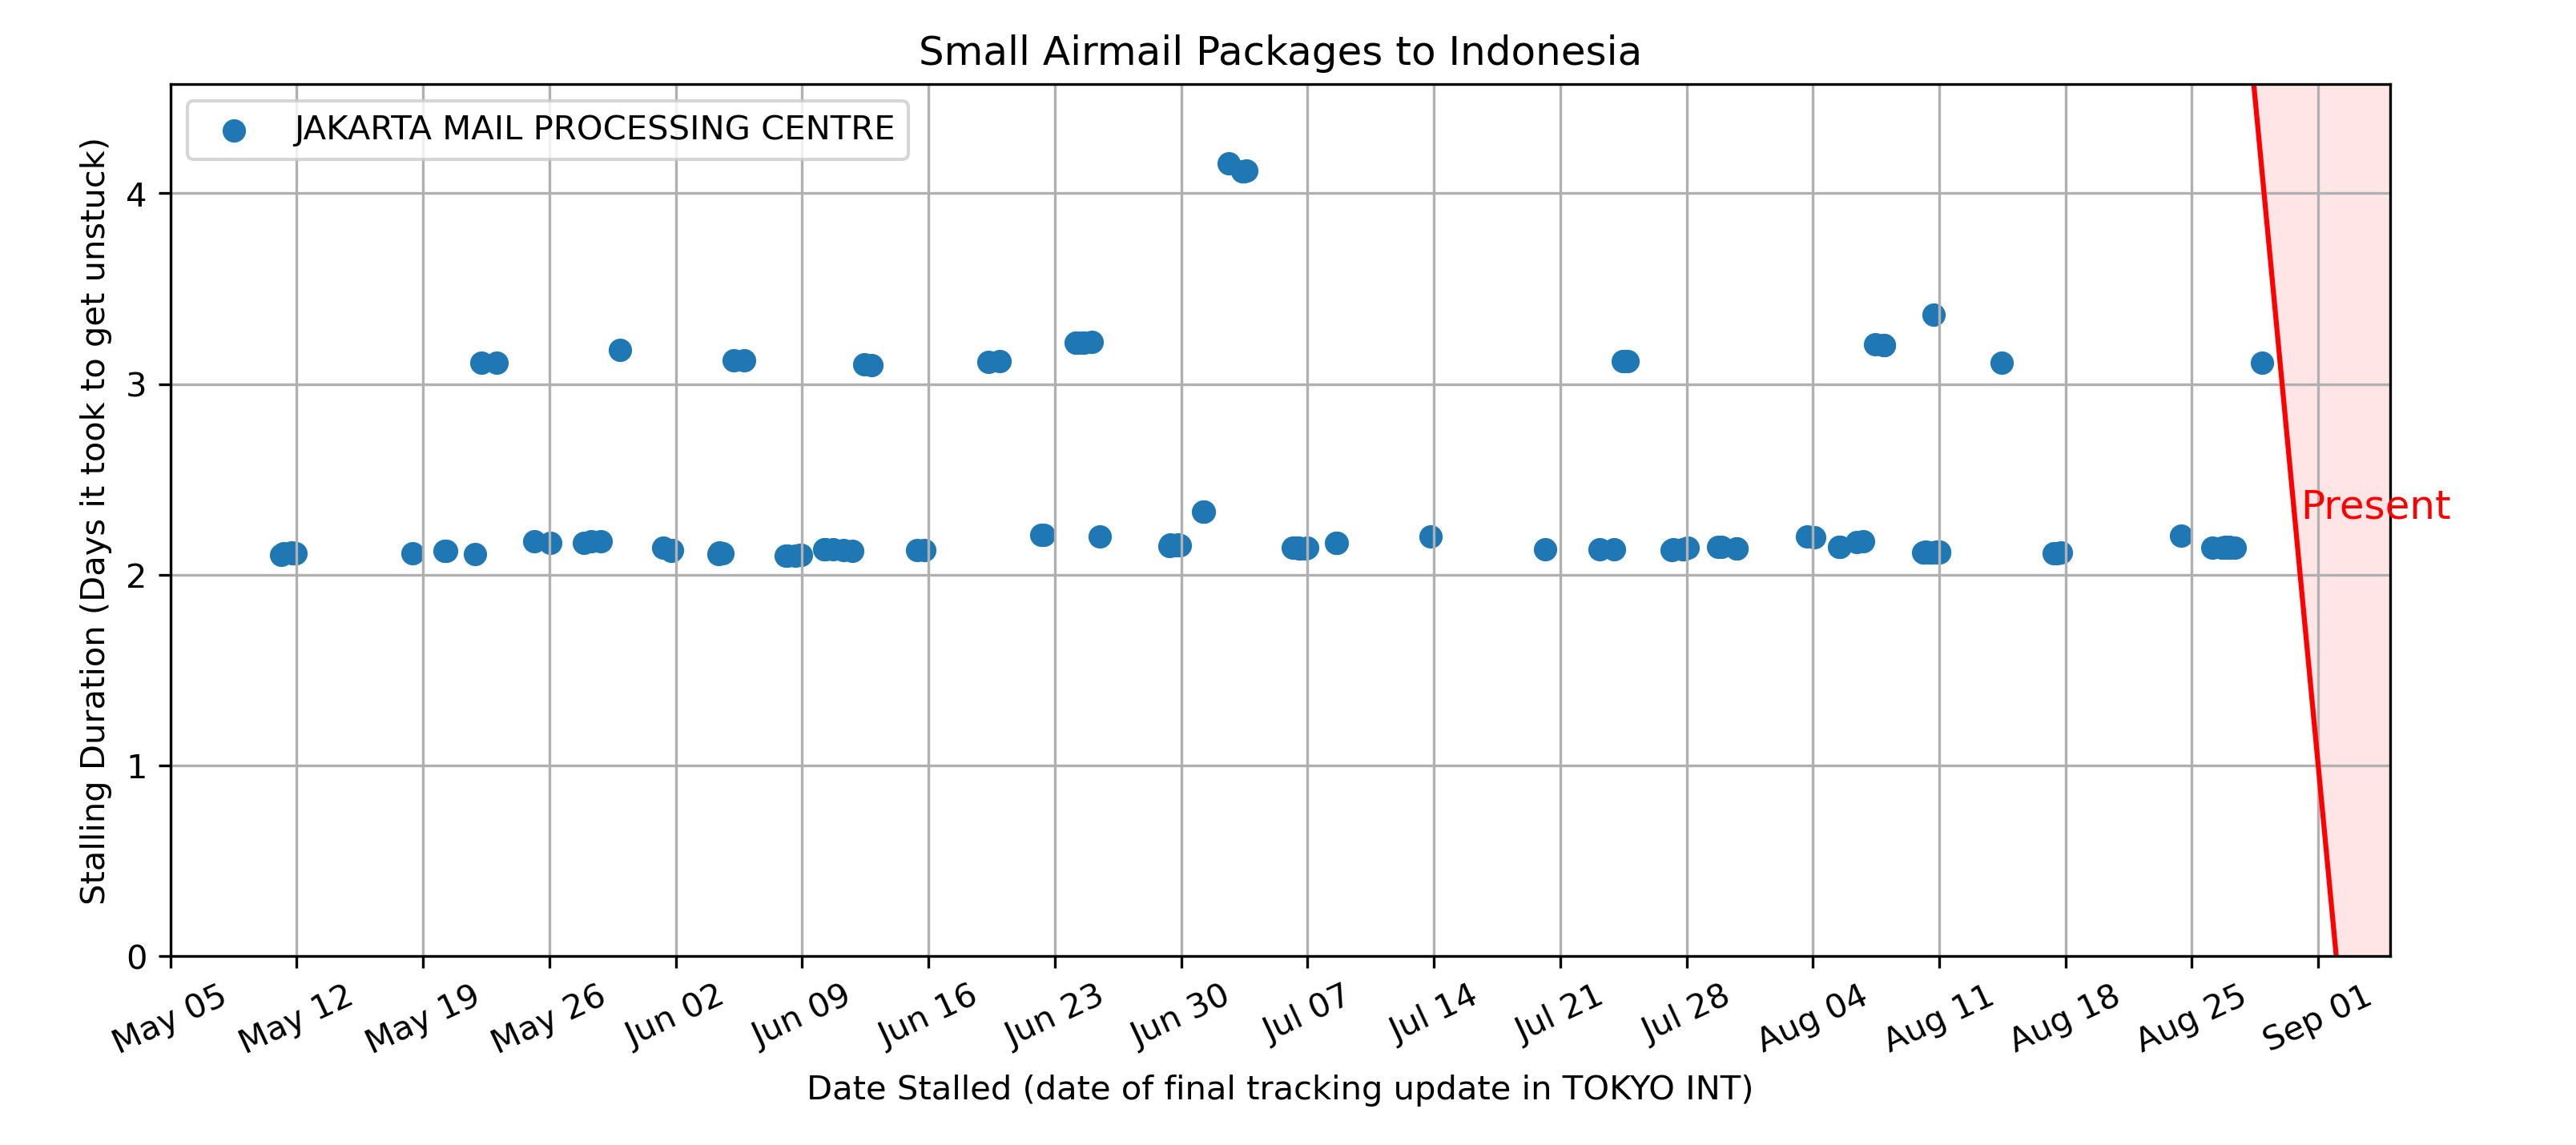 Small Airmail Packages to Indonesia
JAKARTA MAIL PROCESSING CENTRE
Stalling Duration (Days it took to get unstuck)
4
3
2
1
0
Present
May 05
May 12
May 19
May 26
Jun 02
Jun 09
Jun 16
Jun 23
Jun 30
Jul 07
Jul 14
Jul 21
Jul 28
Aug 04
Aug 11
Aug 18
Aug 25
Sep 01
Date Stalled (date of final tracking update in TOKYO INT)